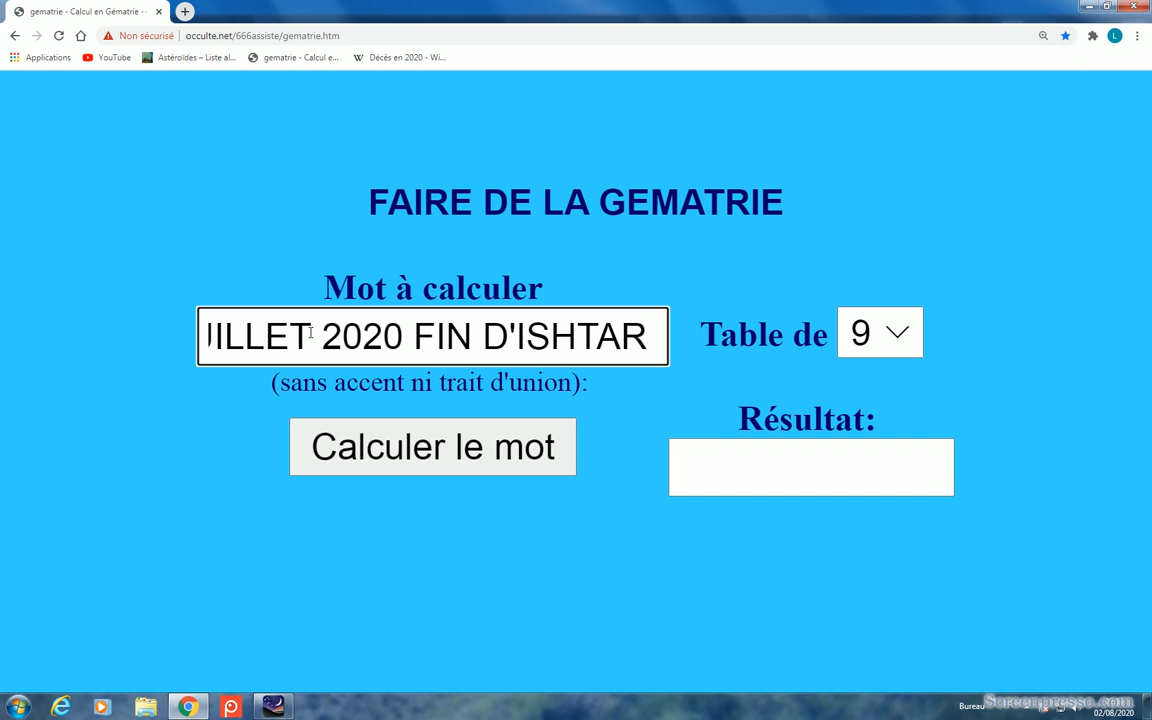 gematrie - Calcul en Gématrie --
Non sécurisé occulte.net/666assiste/gematrie.htm
Applications YouTube Astéroïdes – Liste al... gematrie - Calcul e... Décès en 2020 - Wi...
FAIRE DE LA GEMATRIE
Mot à calculer
UILLET 2020 FIN D'ISHTAR
Table de 9
(sans accent ni trait d'union):
Calculer le mot
Résultat:
Bureau
Screenpresso.com
02/08/2020